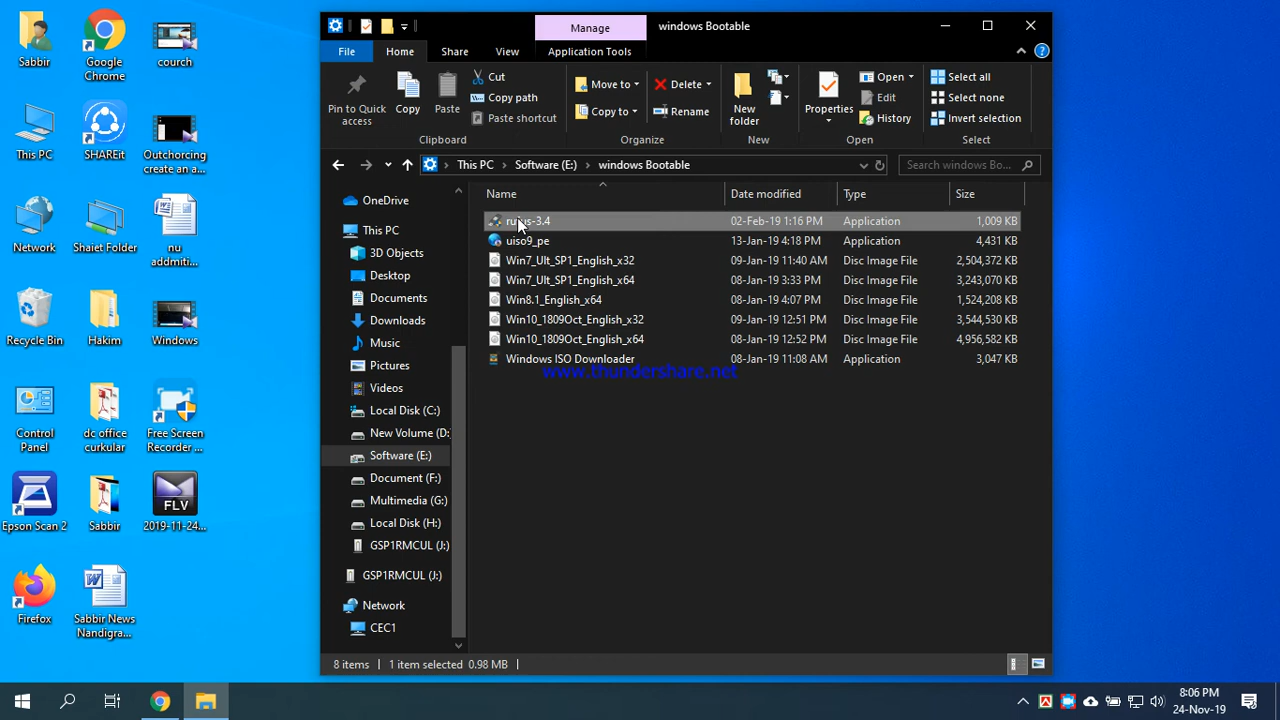 Sabbir
Google
Chrome
courch
This PC
SHAREit
Outchorcing
create an a...
Network
Shaiet Folder
nu
addmiti...
Recycle Bin
Hakim
Windows
Control
Panel
dc office
curkular
Free Screen
Recorder ...
Epson Scan 2
Sabbir
FLV
2019-11-24...
Firefox
Sabbir News
Nandigra...
Manage
windows Bootable
File
Home
Share
View
Application Tools
Pin to Quick
access
Copy
Paste
Cut
Copy path
Paste shortcut
Clipboard
Move to
Copy to
Delete
Rename
Organize
New
folder
New
Properties
Open
Edit
History
Open
Select all
Select none
Invert selection
Select
This PC > Software (E:) > windows Bootable
Search windows Bo...
OneDrive
This PC
3D Objects
Desktop
Documents
Downloads
Music
Pictures
Videos
Local Disk (C:)
New Volume (D:
Software (E:)
Document (F:)
Multimedia (G:)
Local Disk (H:)
GSP1RMCUL (J:)
GSP1RMCUL (J:)
Network
CEC1
Name Date modified Type Size
rufus-3.4 02-Feb-19 1:16 PM Application 1,009 KB
uiso9_pe 13-Jan-19 4:18 PM Application 4,431 KB
Win7_Ult_SP1_English_x32 09-Jan-19 11:40 AM Disc Image File 2,504,372 KB
Win7_Ult_SP1_English_x64 08-Jan-19 3:33 PM Disc Image File 3,243,070 KB
Win8.1_English_x64 08-Jan-19 4:07 PM Disc Image File 1,524,208 KB
Win10_1809Oct_English_x32 09-Jan-19 12:51 PM Disc Image File 3,544,530 KB
Win10_1809Oct_English_x64 08-Jan-19 12:52 PM Disc Image File 4,956,582 KB
Windows ISO Downloader 08-Jan-19 11:08 AM Application 3,047 KB
www.thundershare.net
8 items 1 item selected 0.98 MB
8:06 PM
24-Nov-19